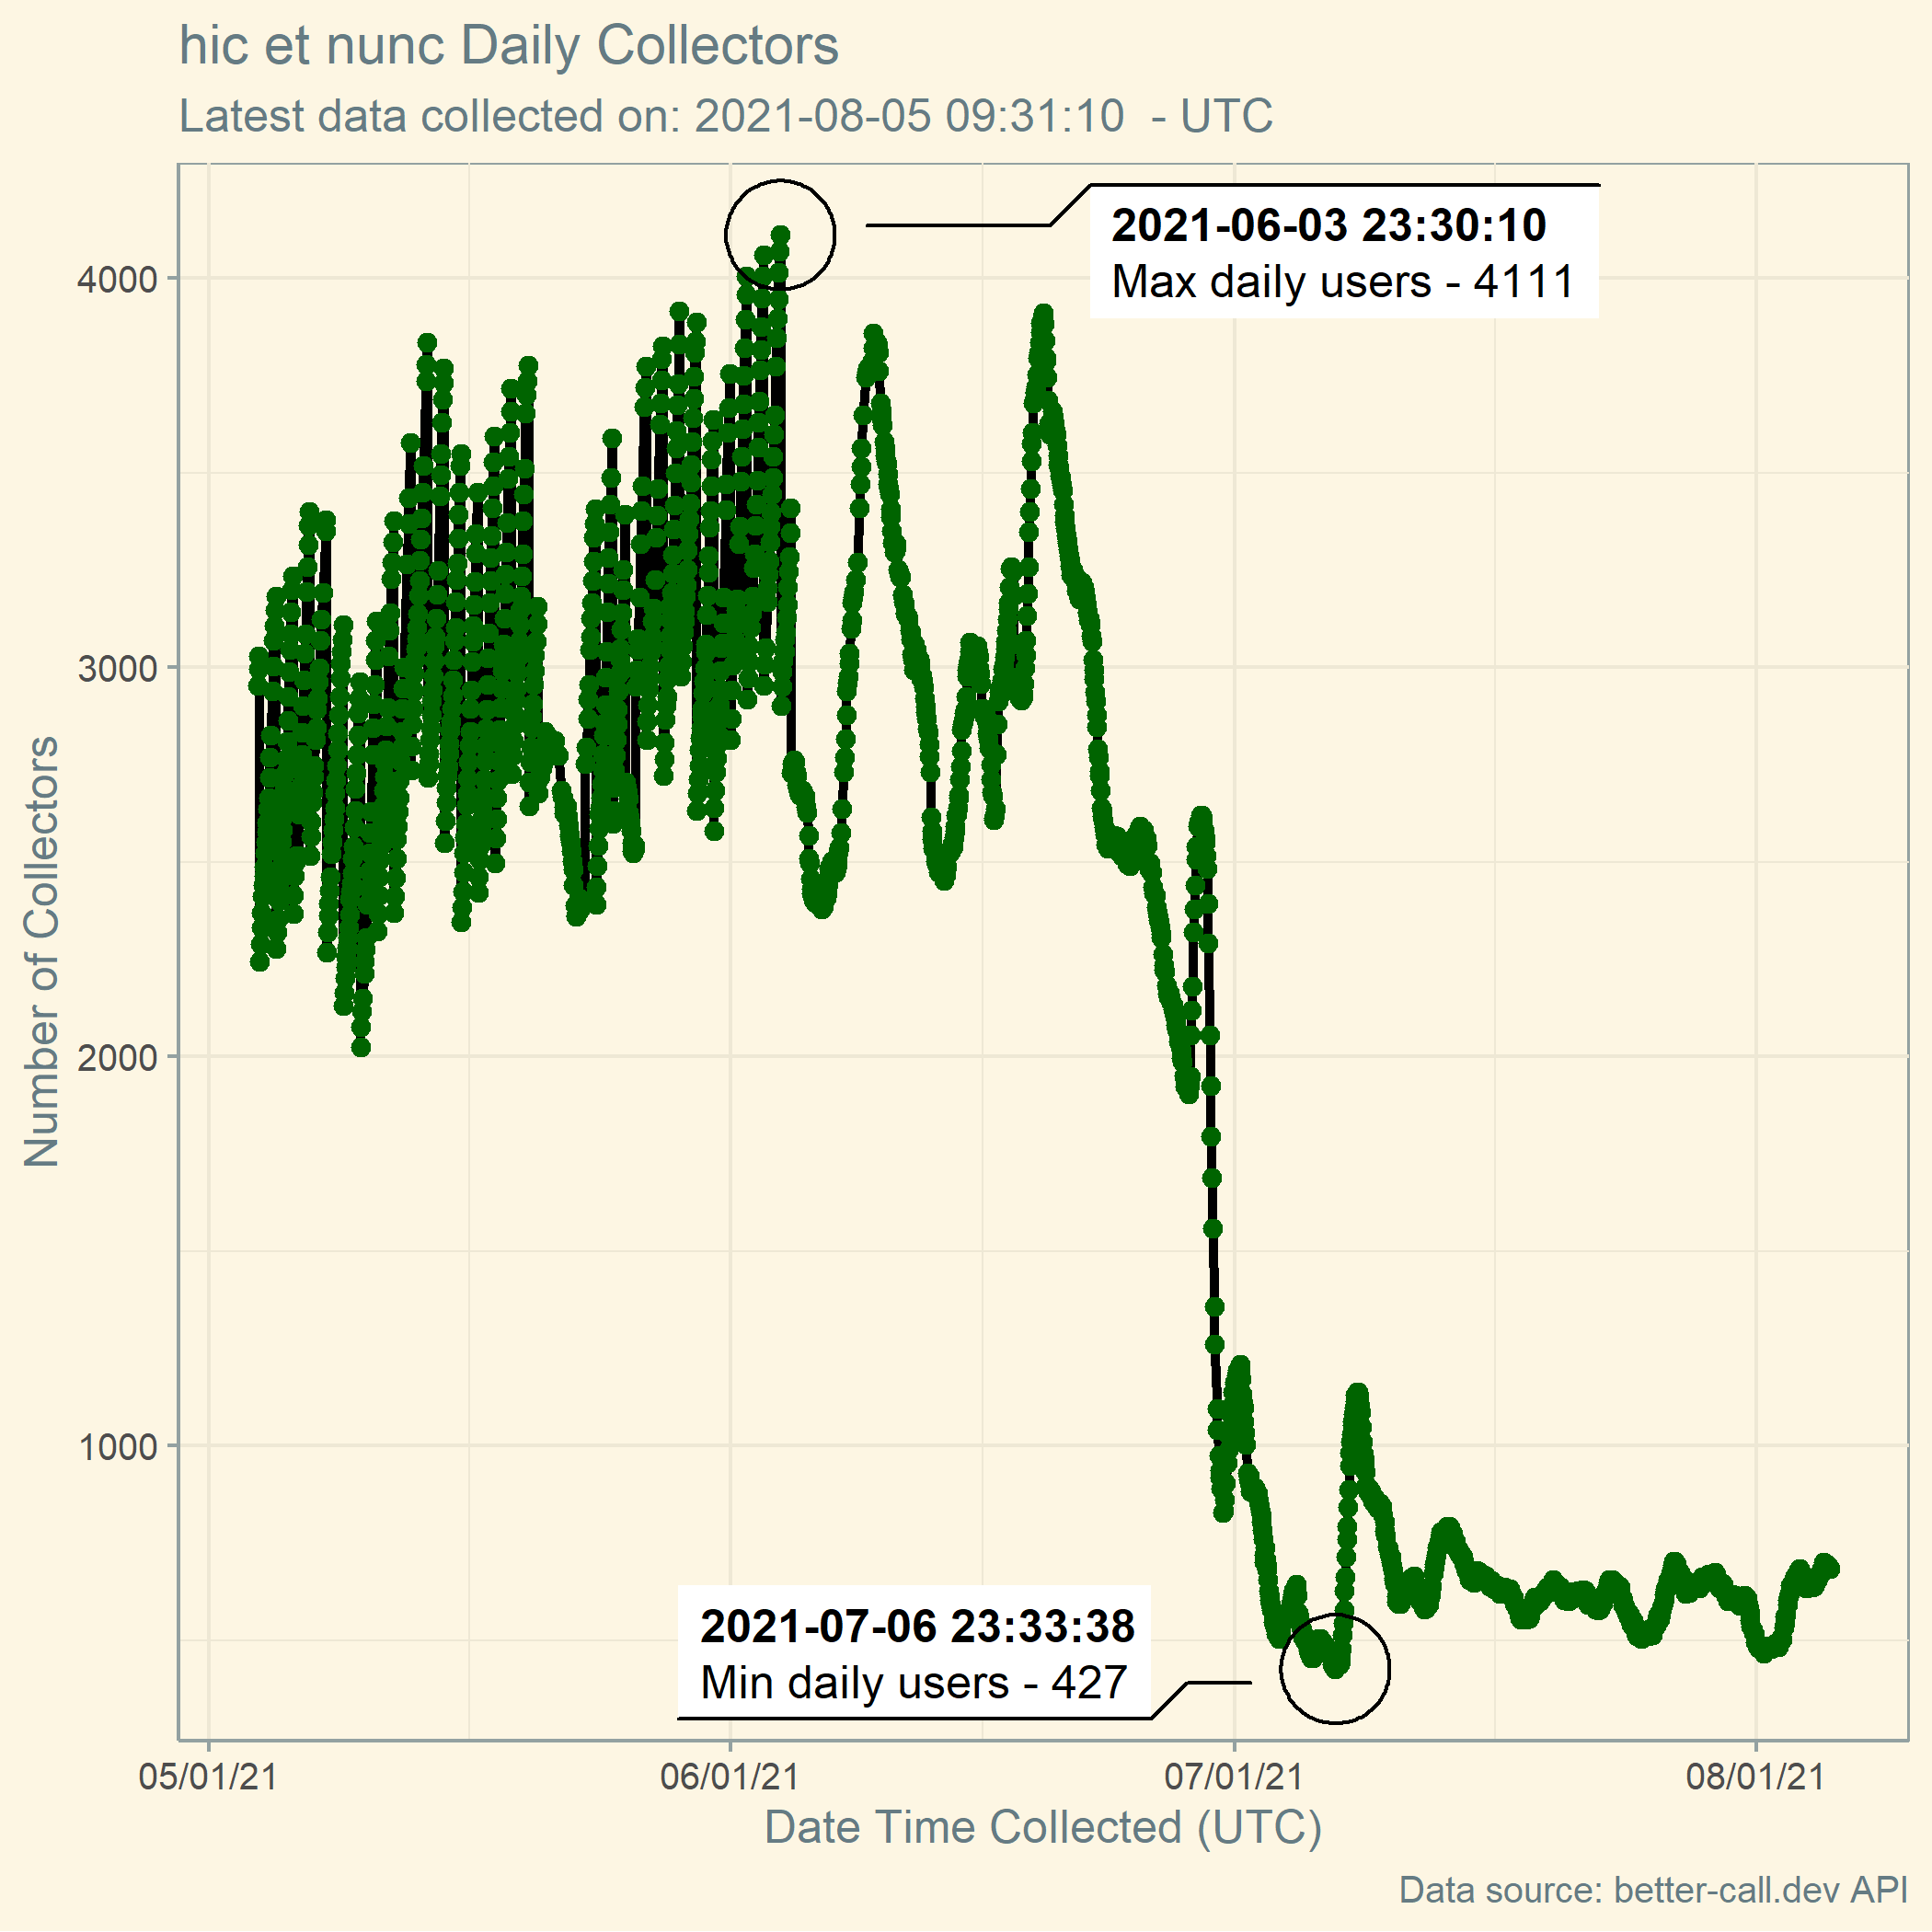 hic et nunc Daily Collectors
Latest data collected on: 2021-08-05 09:31:10  - UTC
2021-06-03 23:30:10
Max daily users - 4111
4000
3000
2000
1000
Number of Collectors
2021-07-06 23:33:38
Min daily users - 427
05/01/21
06/01/21
07/01/21
08/01/21
Date Time Collected (UTC)
Data source: better-call.dev API